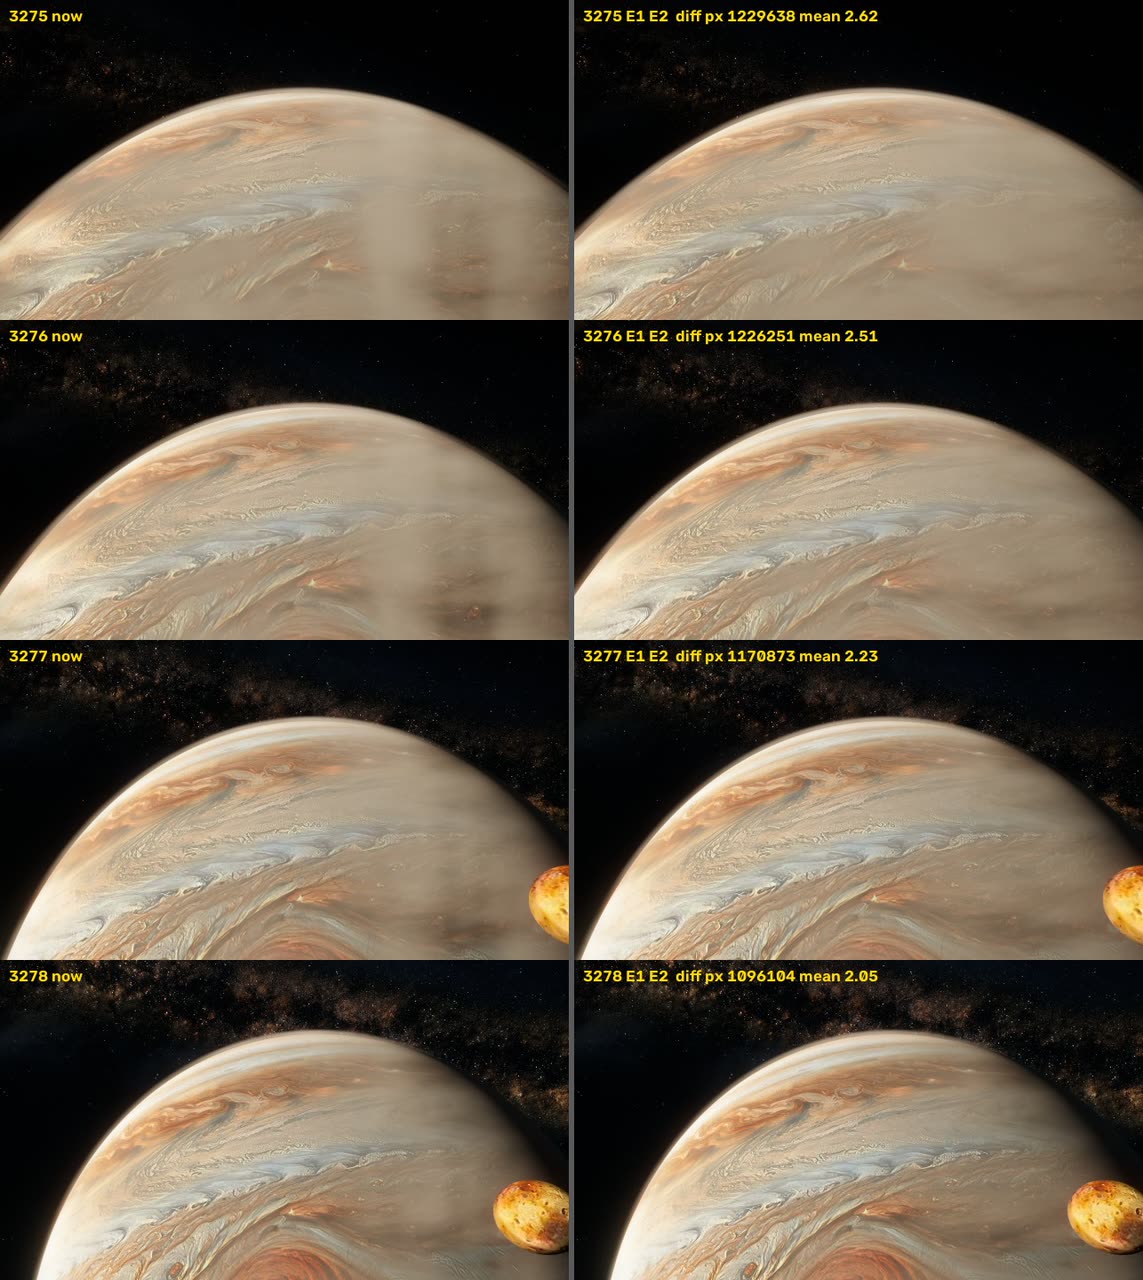 3275 now
3275 E1 E2 diff px 1229638 mean 2.62
3276 now
3276 E1 E2 diff px 1226251 mean 2.51
3277 now
3277 E1 E2 diff px 1170873 mean 2.23
3278 now
3278 E1 E2 diff px 1096104 mean 2.05